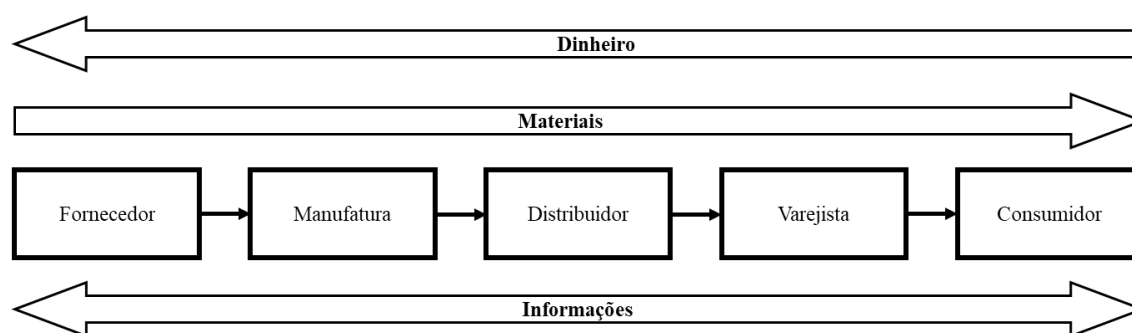 Dinheiro
Materiais
Fornecedor
Manufatura
Distribuidor
Varejista
Consumidor
Informações